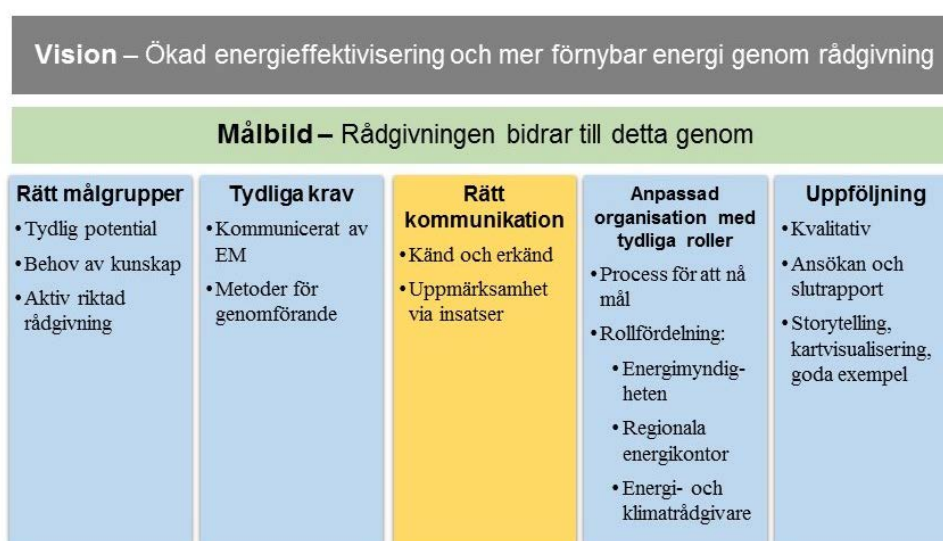 Vision – Ökad energieffektivisering och mer förnybar energi genom rådgivning
Målbild – Rådgivningen bidrar till detta genom
Rätt målgrupper
• Tydlig potential
• Behov av kunskap
• Aktiv riktad
rådgivning
Tydliga krav
• Kommunicerat av
EM
• Metoder för
genomförande
Rätt
kommunikation
• Känd och erkänd
• Uppmärksamhet
via insatser
Anpassad
organisation med
tydliga roller
• Process för att nå
mål
• Rollfördelning:
• Energimyndig-
heten
• Regionala
energikontor
• Energi- och
klimatrådgivare
Uppföljning
• Kvalitativ
• Ansökan och
slutrapport
• Storytelling,
kartvisualisering,
goda exempel